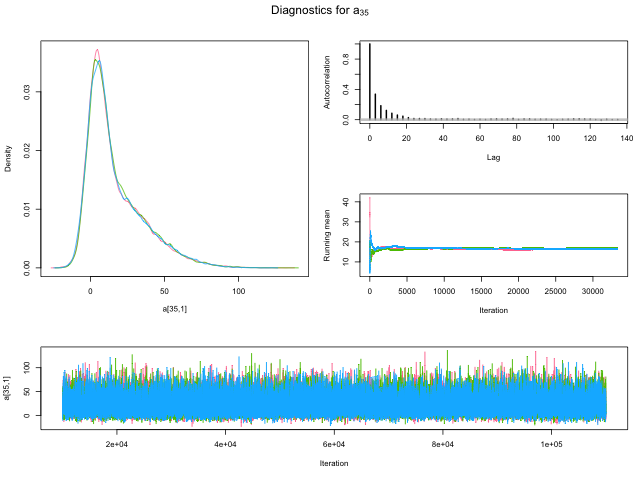 Diagnostics for a35
Density
0.00
0.01
0.02
0.03
0
50
100
a[35,1]
Autocorrelation
0.0
0.4
0.8
0
20
40
60
80
100
120
140
Lag
Running mean
10
20
30
40
0
5000
10000
15000
20000
25000
30000
Iteration
a[35,1]
0
50
100
2e+04
4e+04
6e+04
8e+04
1e+05
Iteration